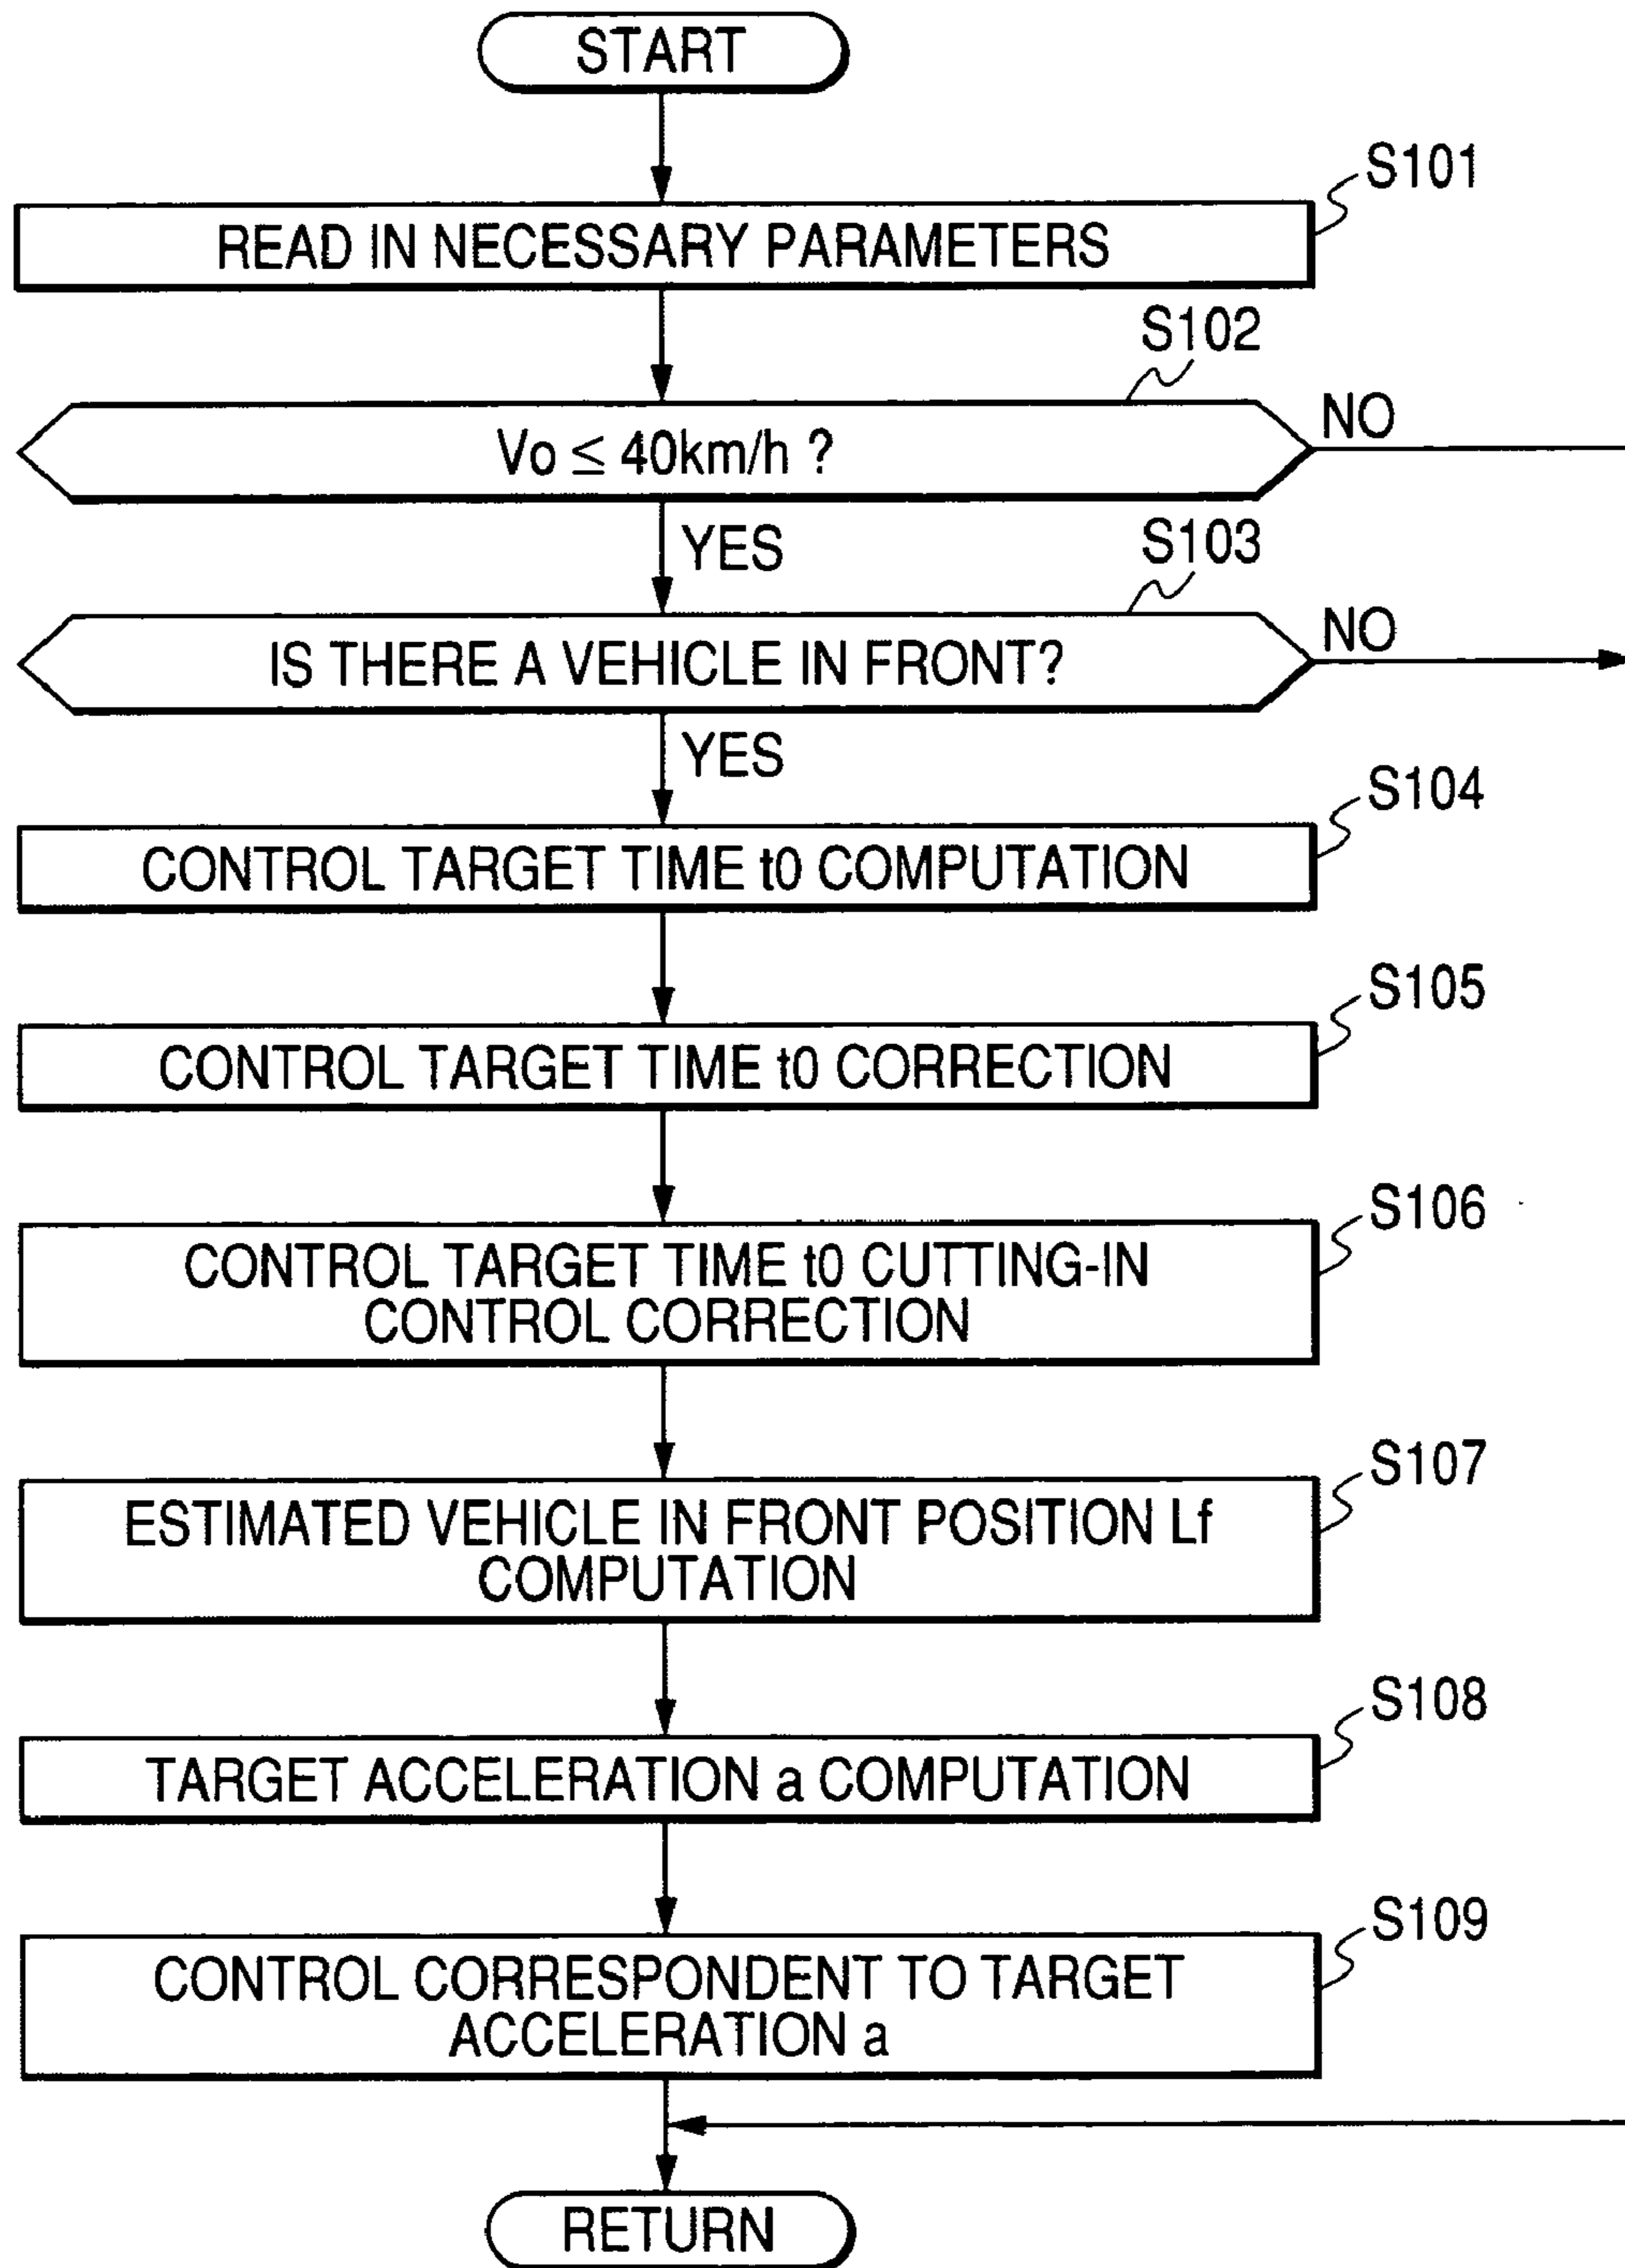 START
S101
READ IN NECESSARY PARAMETERS
S102
Vo ≤ 40km/h ?
NO
YES
S103
IS THERE A VEHICLE IN FRONT?
NO
YES
S104
CONTROL TARGET TIME t0 COMPUTATION
S105
CONTROL TARGET TIME t0 CORRECTION
S106
CONTROL TARGET TIME t0 CUTTING-IN
CONTROL CORRECTION
S107
ESTIMATED VEHICLE IN FRONT POSITION Lf
COMPUTATION
S108
TARGET ACCELERATION a COMPUTATION
S109
CONTROL CORRESPONDENT TO TARGET
ACCELERATION a
RETURN